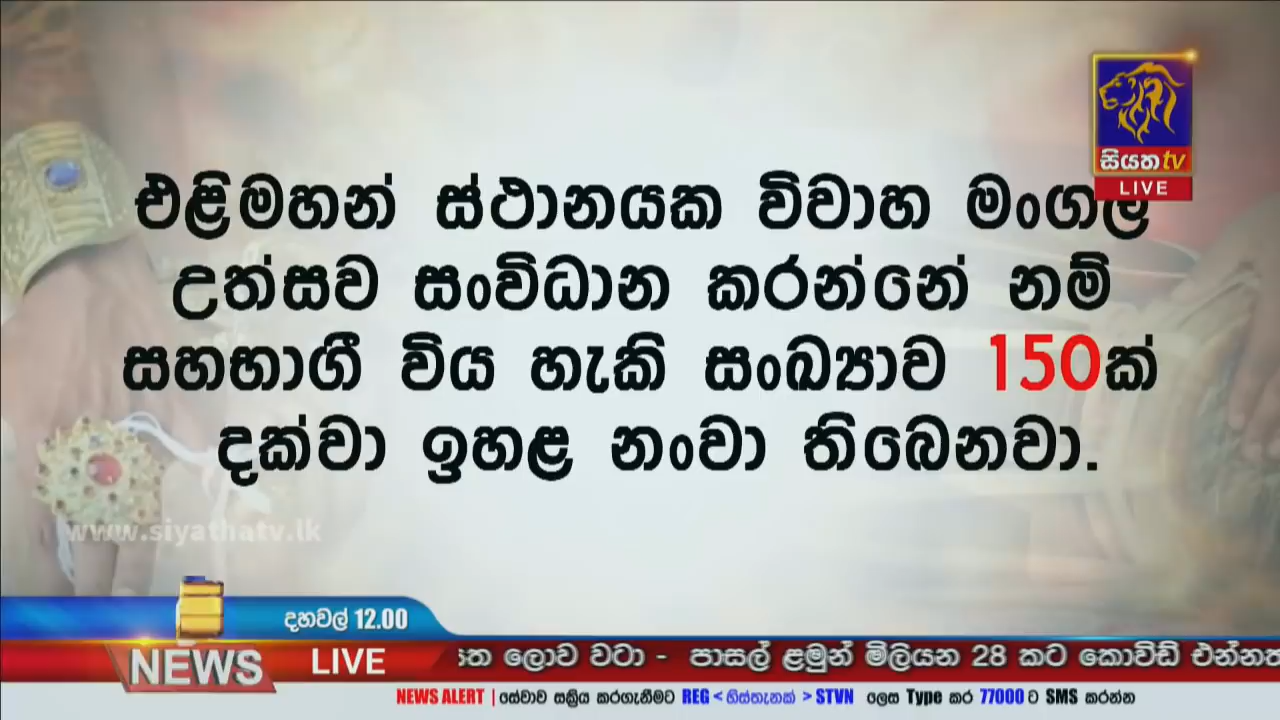 සියත tv
LIVE
එළිමහන් ස්ථානයක විවාහ මංගල
උත්සව සංවිධාන කරන්නේ නම්
සහභාගී විය හැකි සංඛ්‍යාව 150ක්
දක්වා ඉහළ නංවා තිබෙනවා.
www.siyathatv.lk
දහවල් 12.00
NEWS LIVE ලොව වටා - පාසල් ළමුන් මිලියන 28 කට කොවිඩ් එන්නත
NEWS ALERT | සේවාව සක්‍රිය කරගැනීමට REG < හිස්තැනක් > STVN ලෙස Type කර 77000 ට SMS කරන්න